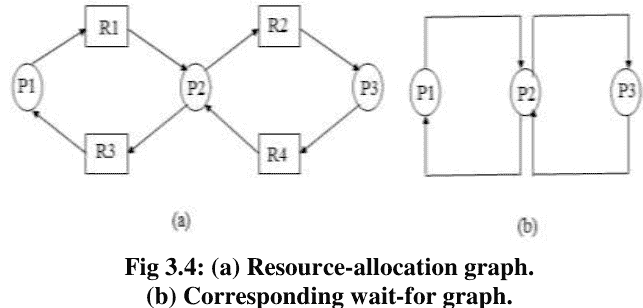 R1
R2
P1
P2
P3
R3
R4
(a)
P1
P2
P3
(b)
Fig 3.4: (a) Resource-allocation graph.
(b) Corresponding wait-for graph.